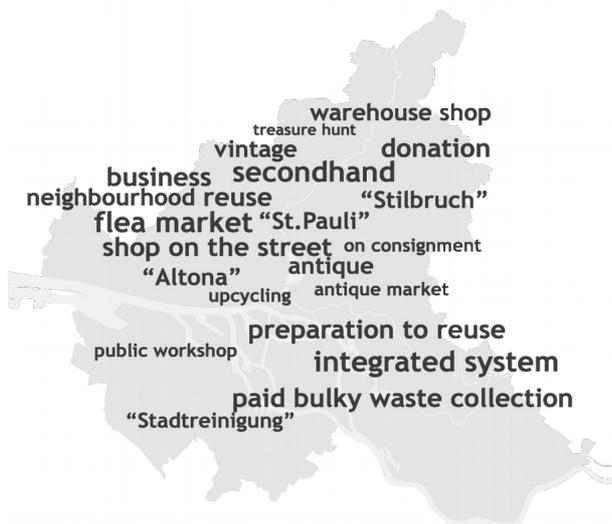 warehouse shop
treasure hunt
vintage
donation
business
secondhand
neighbourhood reuse
“Stilbruch”
flea market
“St.Pauli”
shop on the street
on consignment
antique
“Altona”
upcycling
antique market
preparation to reuse
public workshop
integrated system
paid bulky waste collection
“Stadtreinigung”